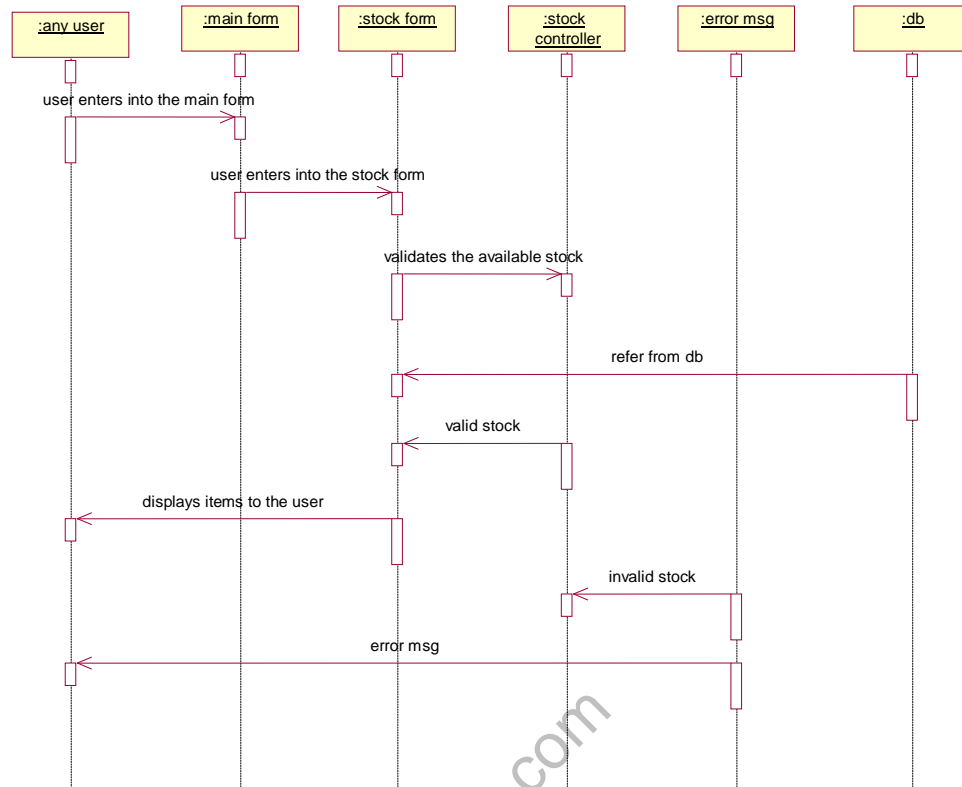 :any user
:main form
:stock form
:stock
controller
:error msg
:db
user enters into the main form
user enters into the stock form
validates the available stock
refer from db
valid stock
displays items to the user
invalid stock
error msg
com